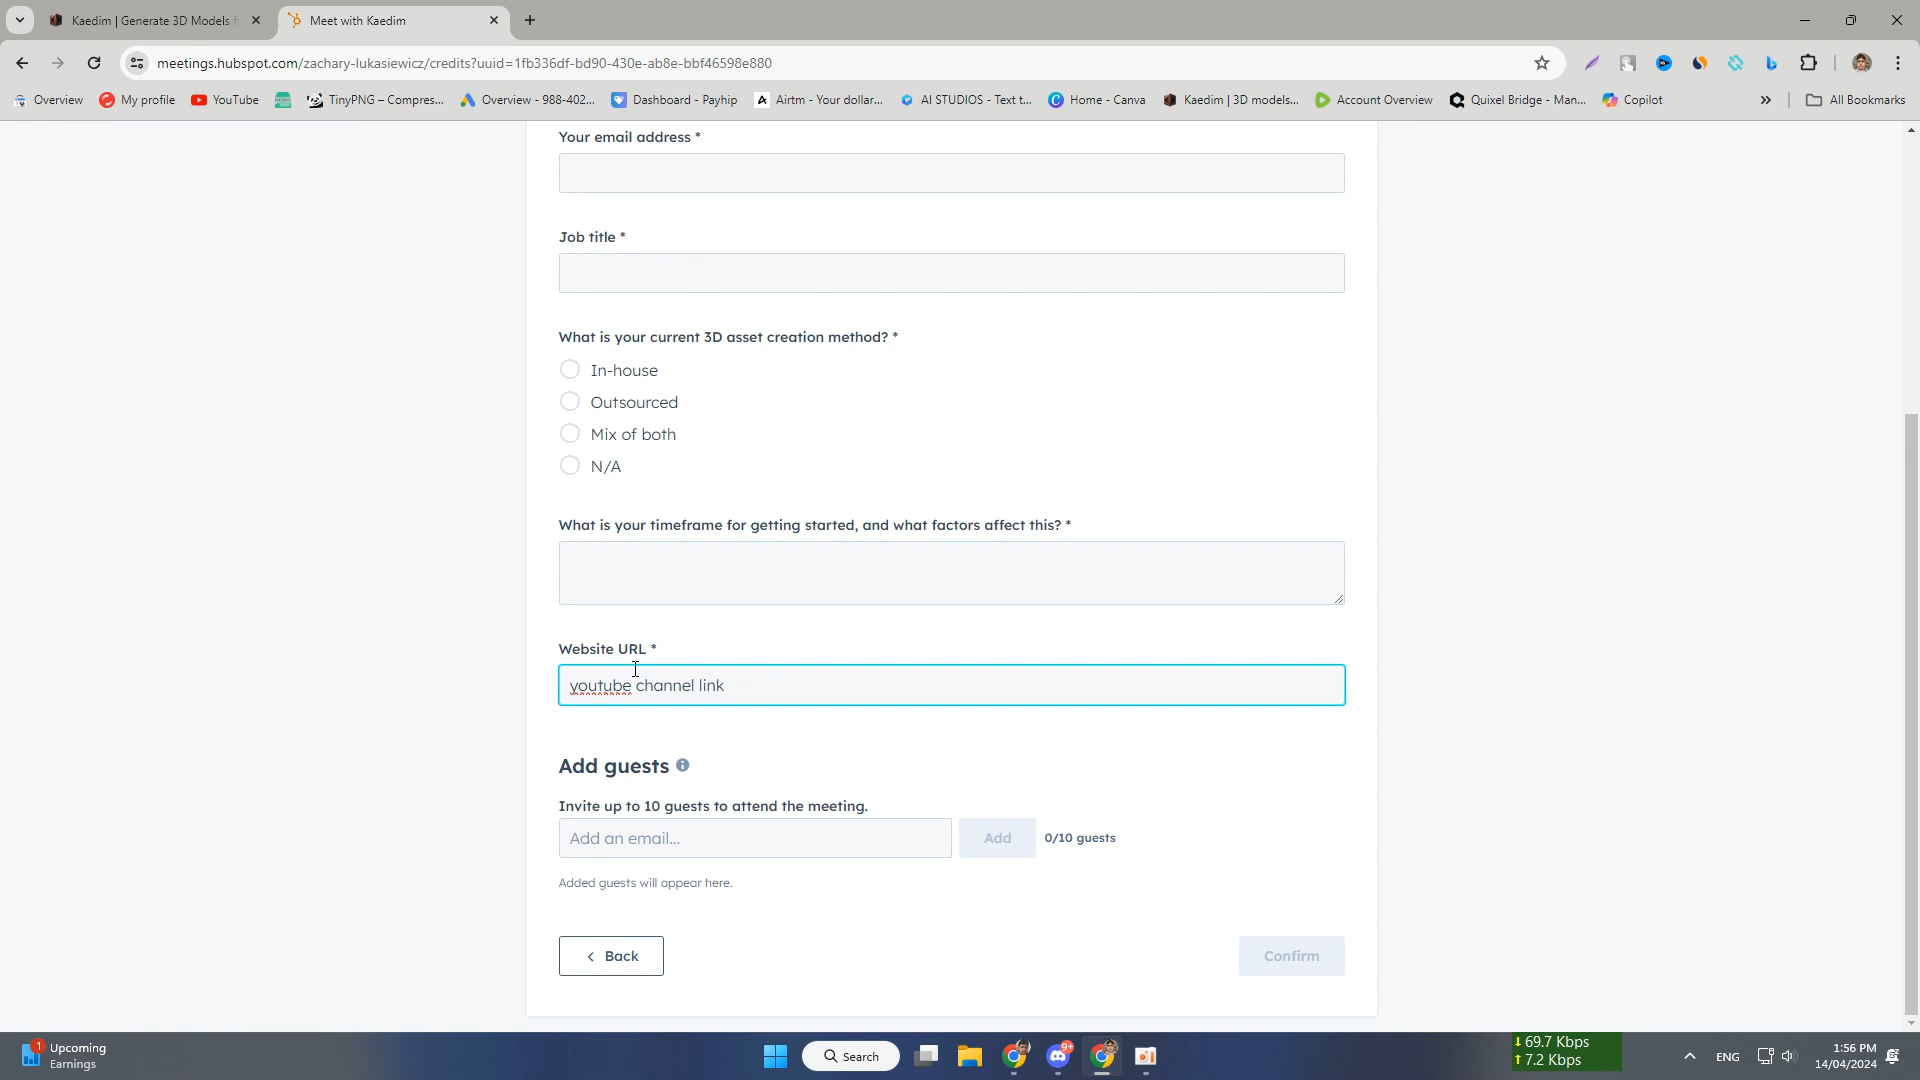 Kaedim | Generate 3D Models f
Meet with Kaedim
meetings.hubspot.com/zachary-lukasiewicz/credits?uuid=1fb336df-bd90-430e-ab8e-bbf46598e880
Overview
My profile
YouTube
TinyPNG – Compres...
Overview - 988-402...
Dashboard - Payhip
Airtm - Your dollar...
AI STUDIOS - Text t...
Home - Canva
Kaedim | 3D models...
Account Overview
Quixel Bridge - Man...
Copilot
»
All Bookmarks
Your email address *
Job title *
What is your current 3D asset creation method? *
In-house
Outsourced
Mix of both
N/A
What is your timeframe for getting started, and what factors affect this? *
Website URL *
youtube channel link
Add guests
Invite up to 10 guests to attend the meeting.
Add an email...
Add
0/10 guests
Added guests will appear here.
< Back
Confirm
1
Upcoming
Earnings
Search
9+
69.7 Kbps
7.2 Kbps
ENG
1:56 PM
14/04/2024